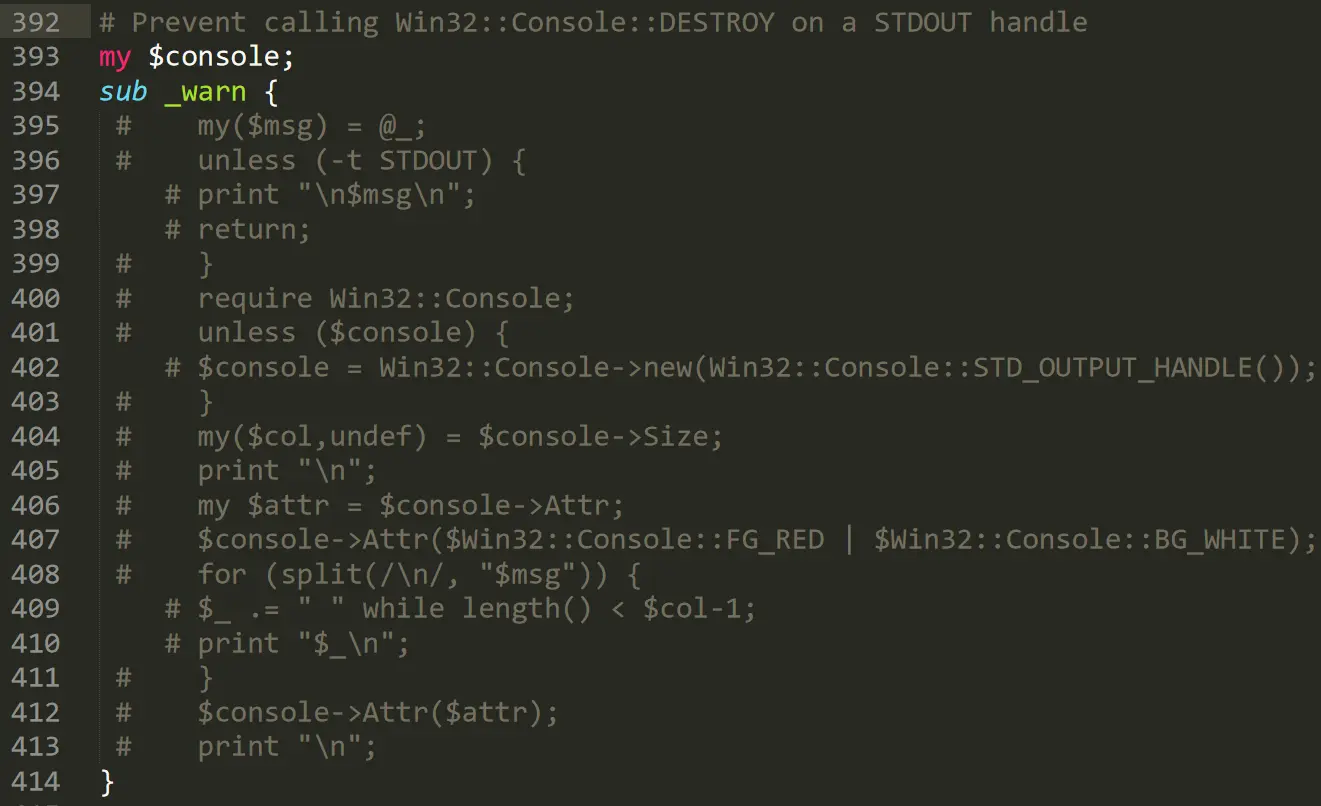 392 # Prevent calling Win32::Console::DESTROY on a STDOUT handle
393 my $console;
394 sub _warn {
395  #    my($msg) = @_;
396  #    unless (-t STDOUT) {
397     # print "\n$msg\n";
398     # return;
399  #    }
400  #    require Win32::Console;
401  #    unless ($console) {
402     # $console = Win32::Console->new(Win32::Console::STD_OUTPUT_HANDLE());
403  #    }
404  #    my($col,undef) = $console->Size;
405  #    print "\n";
406  #    my $attr = $console->Attr;
407  #    $console->Attr($Win32::Console::FG_RED | $Win32::Console::BG_WHITE);
408  #    for (split(/\n/, "$msg")) {
409     # $_ .= " " while length() < $col-1;
410     # print "$_\n";
411  #    }
412  #    $console->Attr($attr);
413  #    print "\n";
414 }